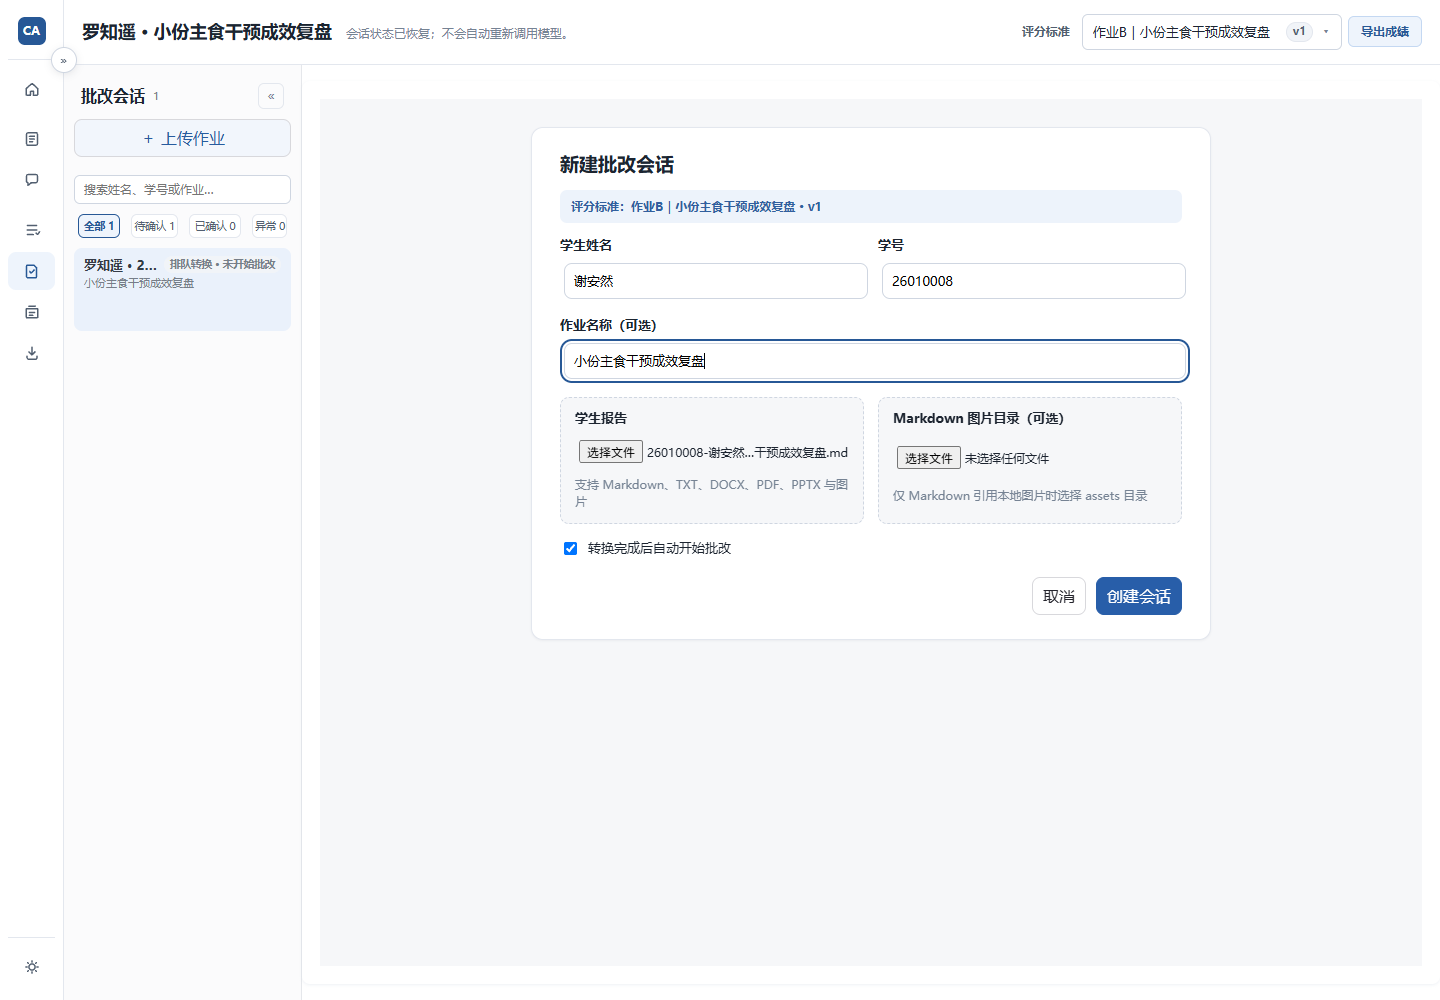 CA
罗知遥 • 小份主食干预成效复盘
会话状态已恢复；不会自动重新调用模型。
评分标准
作业B | 小份主食干预成效复盘 v1
导出成绩
»
批改会话 1
«
+ 上传作业
搜索姓名、学号或作业...
全部 1 待确认 1 已确认 0 异常 0
罗知遥 • 2... 排队转换 • 未开始批改
小份主食干预成效复盘
新建批改会话
评分标准：作业B | 小份主食干预成效复盘 • v1
学生姓名 学号
谢安然 26010008
作业名称（可选）
小份主食干预成效复盘
学生报告
选择文件 26010008-谢安然...干预成效复盘.md
支持 Markdown、TXT、DOCX、PDF、PPTX 与图
片
Markdown 图片目录（可选）
选择文件 未选择任何文件
仅 Markdown 引用本地图片时选择 assets 目录
转换完成后自动开始批改
取消 创建会话